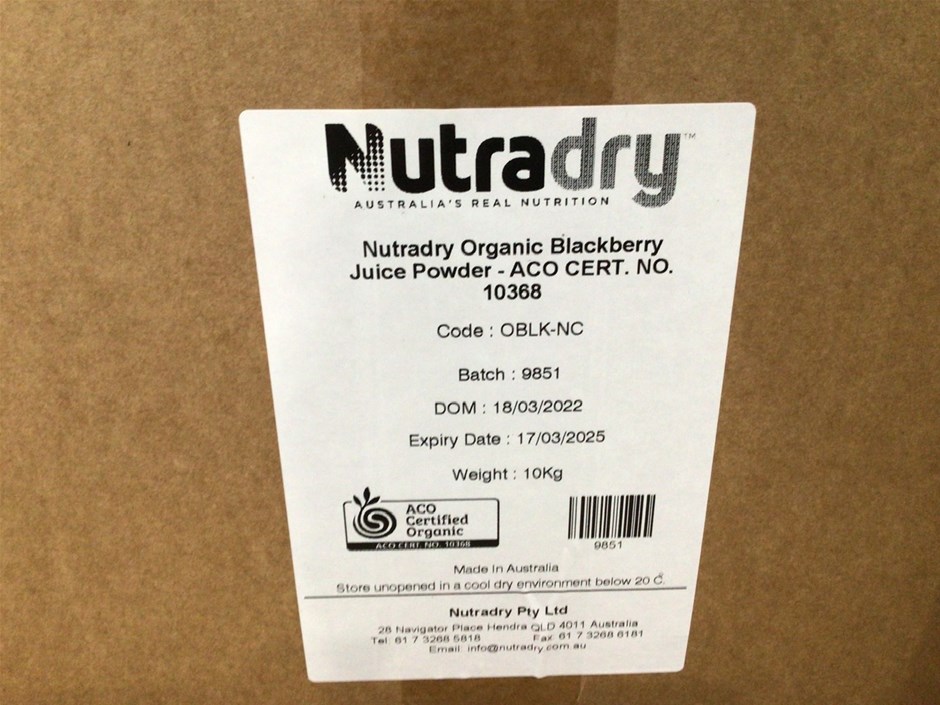 Nutradry™
AUSTRALIA'S REAL NUTRITION
Nutradry Organic Blackberry
Juice Powder - ACO CERT. NO.
10368
Code : OBLK-NC
Batch : 9851
DOM : 18/03/2022
Expiry Date : 17/03/2025
Weight : 10Kg
ACO
Certified
Organic
ACO CERT. NO. 10368
9851
Made In Australia
Store unopened in a cool dry environment below 20 C.
Nutradry Pty Ltd
28 Navigator Place Hendra QLD 4011 Australia
Tel 61 7 3268 5818 Fax 61 7 3268 6181
Email info@nutradry.com.au